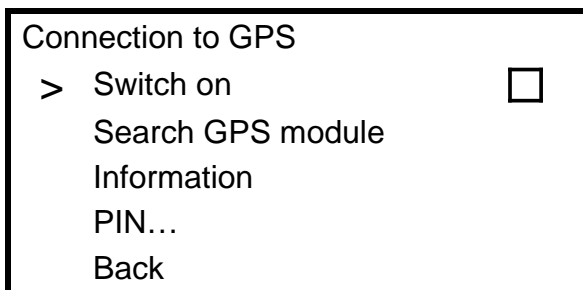 Connection to GPS
> Switch on
Search GPS module
Information
PIN…
Back